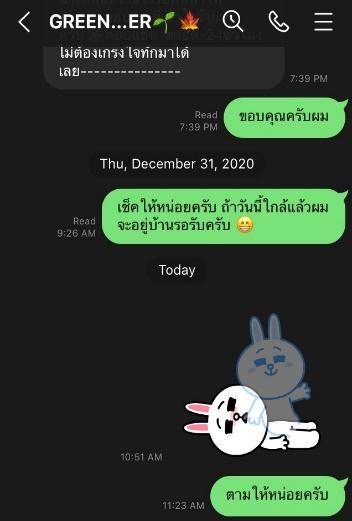 GREEN...ER🌱🍁
ไม่ต้องเกรงใจทักมาได้
เลย---------------
7:39 PM
Read
7:39 PM
ขอบคุณครับผม
Thu, December 31, 2020
เช็คให้หน่อยครับ ถ้าวันนี้ใกล้แล้วผม
จะอยู่บ้านรอรับครับ 😁
Read
9:26 AM
Today
10:51 AM
ตามให้หน่อยครับ
11:23 AM